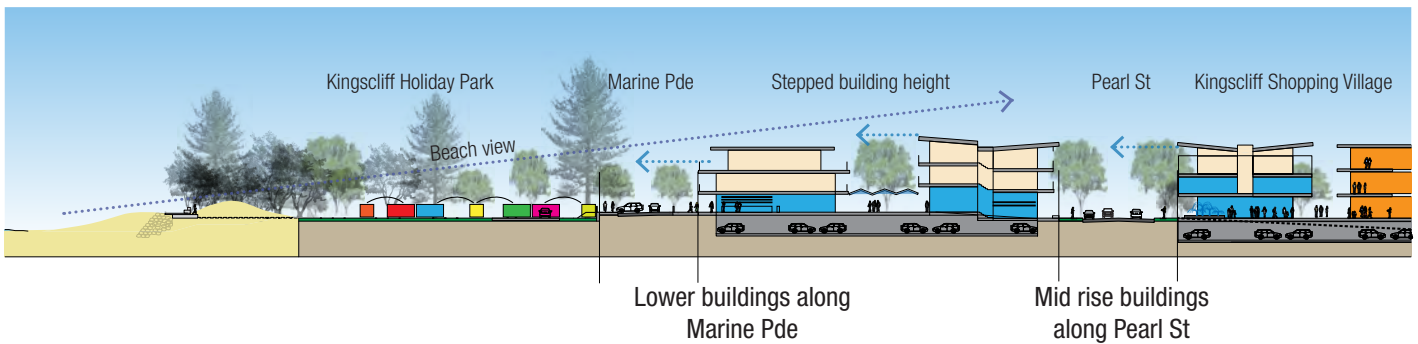 Kingscliff Holiday Park
Marine Pde
Stepped building height
Pearl St
Kingscliff Shopping Village
Beach view
Lower buildings along
Marine Pde
Mid rise buildings
along Pearl St